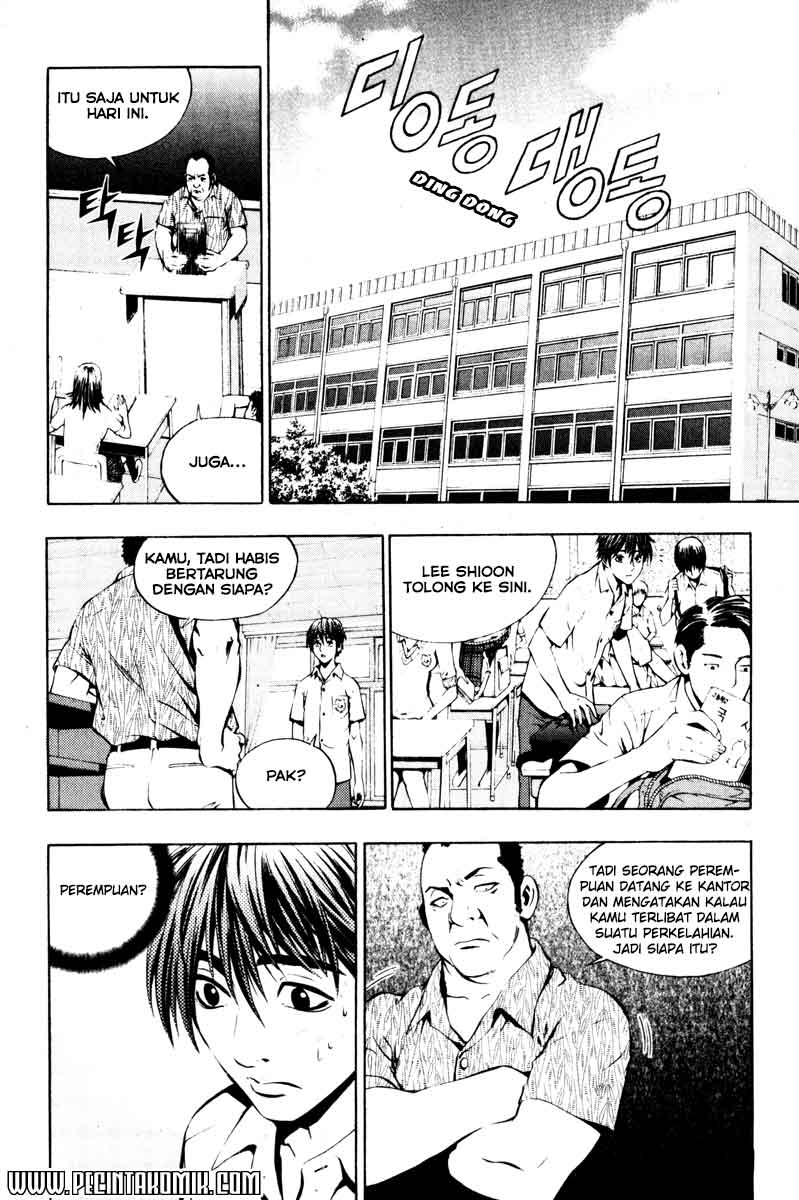 디이동 댕동
DING DONG
ITU SAJA UNTUK
HARI INI.
탁
탁
JUGA...
LEE SHIOON
TOLONG KE SINI.
KAMU, TADI HABIS
BERTARUNG
DENGAN SIAPA?
PAK?
TADI SEORANG PEREM-
PUAN DATANG KE KANTOR
DAN MENGATAKAN KALAU
KAMU TERLIBAT DALAM
SUATU PERKELAHIAN.
JADI SIAPA ITU?
PEREMPUAN?
WWW.PECINTAKOMIK.COM